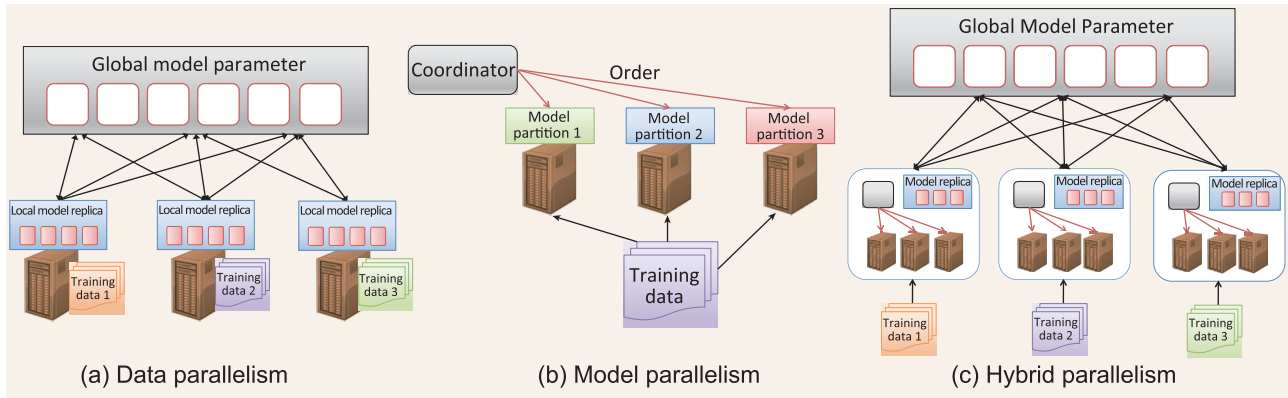 Global model parameter
Local model replica
Local model replica
Local model replica
Training
data 1
Training
data 2
Training
data 3
(a) Data parallelism
Coordinator
Order
Model
partition 1
Model
partition 2
Model
partition 3
Training
data
(b) Model parallelism
Global Model Parameter
Model replica
Model replica
Model replica
Training
data 1
Training
data 2
Training
data 3
(c) Hybrid parallelism